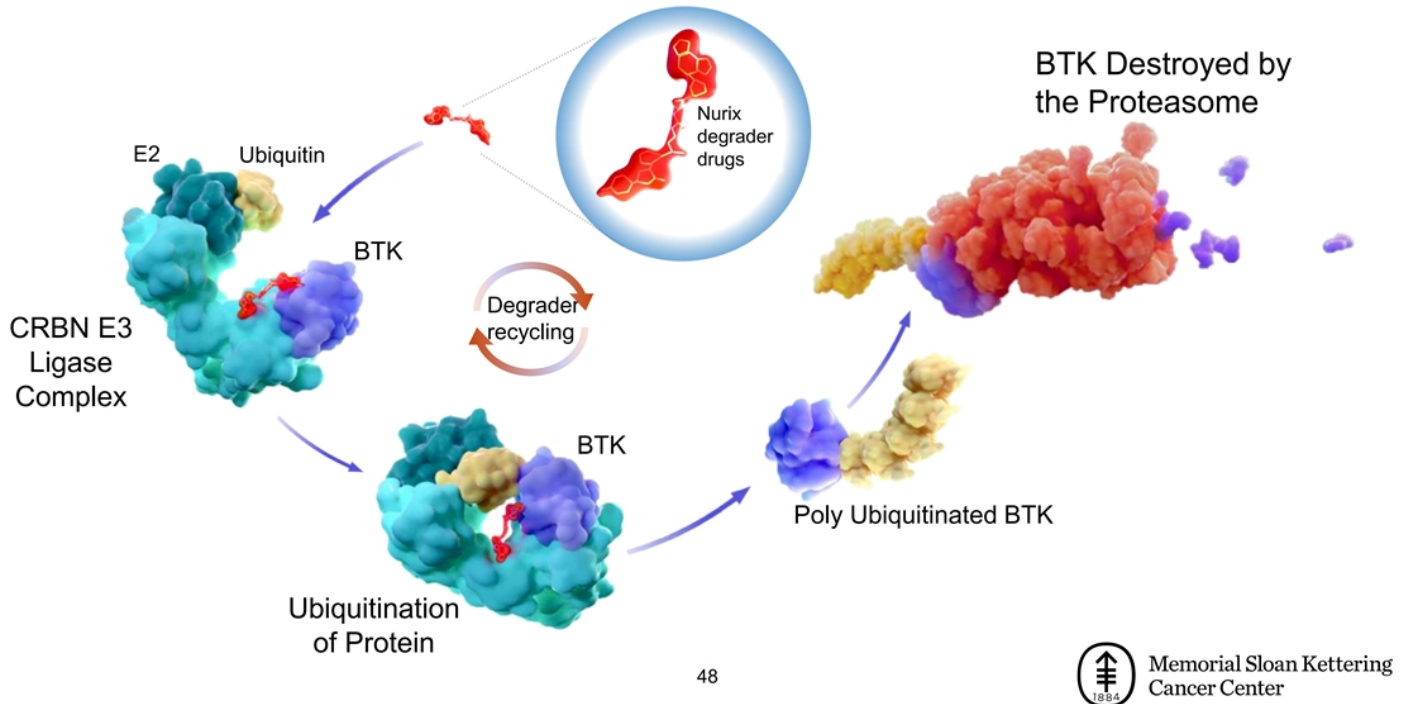 Nurix
degrader
drugs
BTK Destroyed by
the Proteasome
E2
Ubiquitin
BTK
CRBN E3
Ligase
Complex
Degrader
recycling
BTK
Ubiquitination
of Protein
Poly Ubiquitinated BTK
48
1884
Memorial Sloan Kettering
Cancer Center